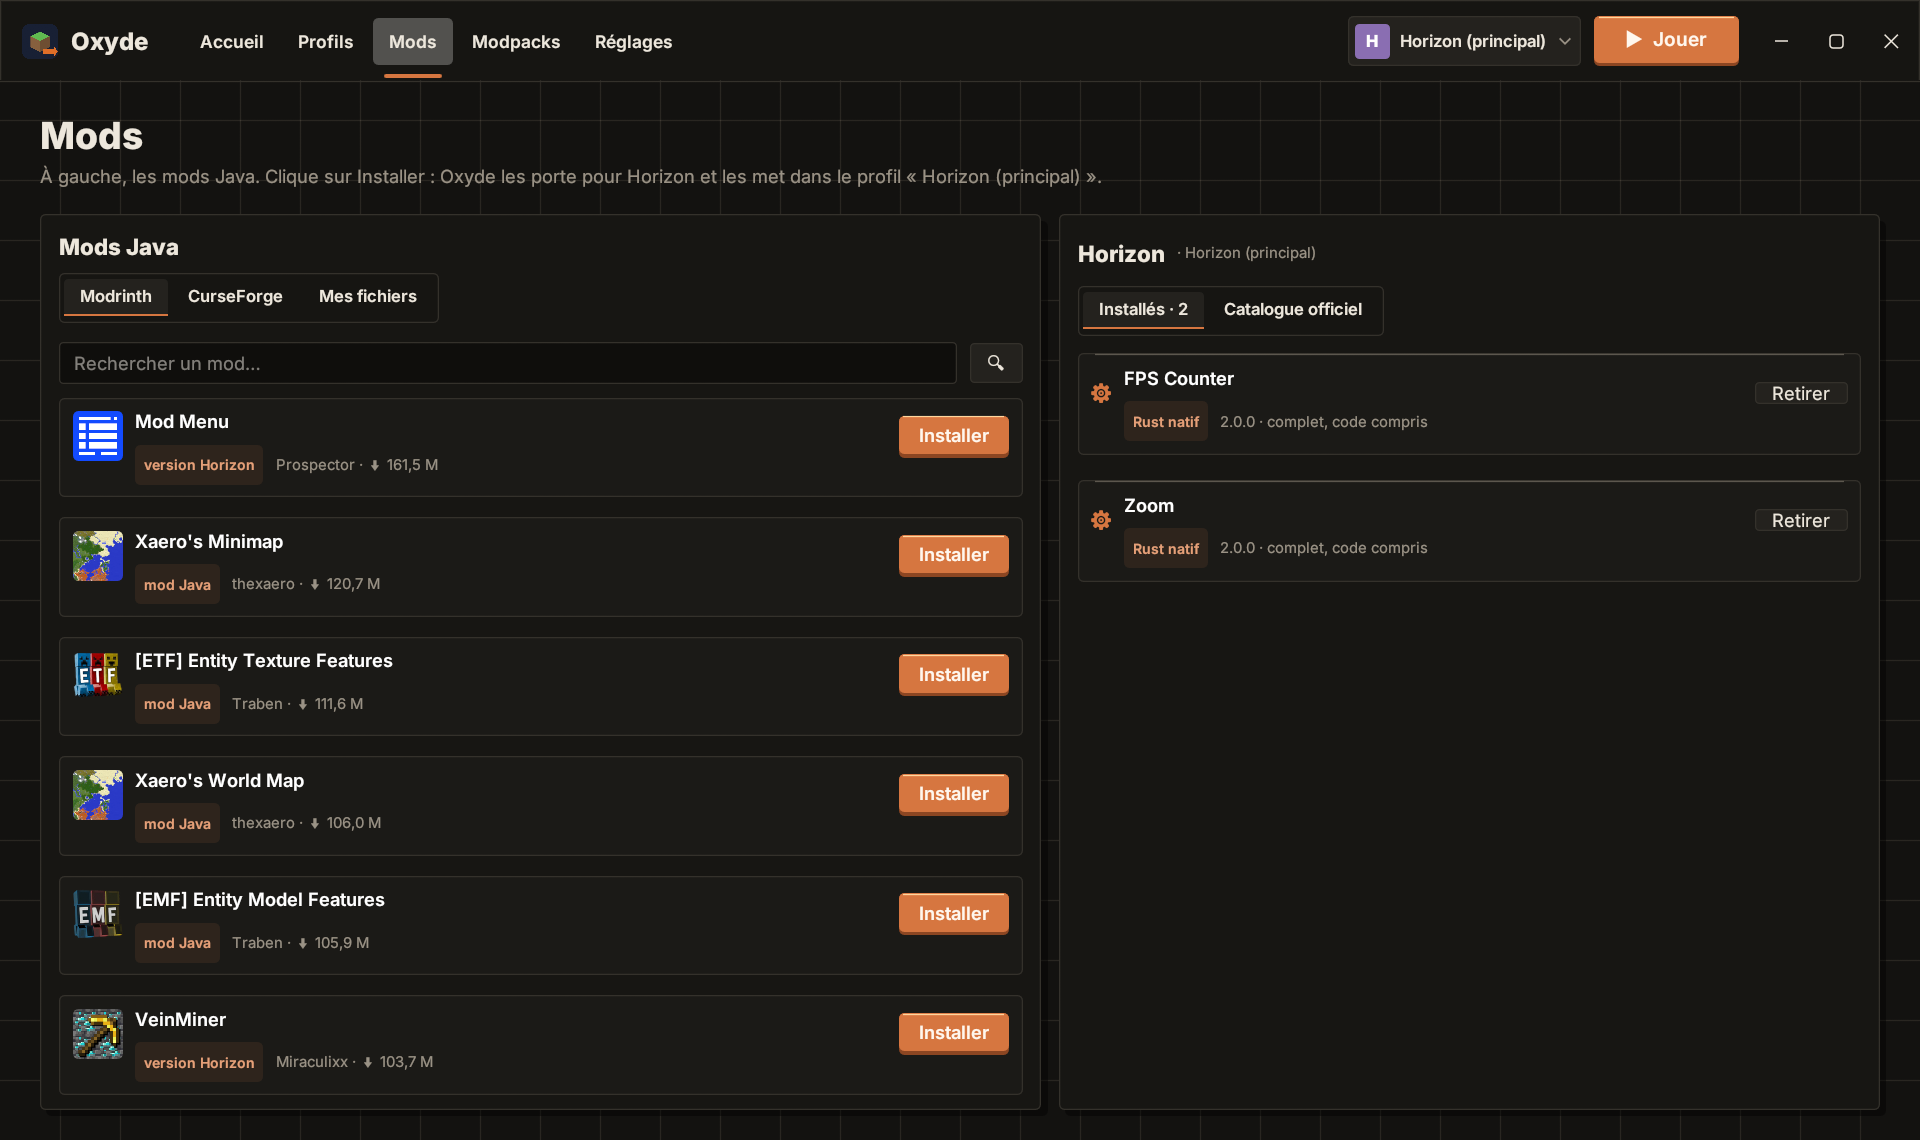 Oxyde
Accueil
Profils
Mods
Modpacks
Réglages
H
Horizon (principal)
Jouer
Mods
À gauche, les mods Java. Clique sur Installer : Oxyde les porte pour Horizon et les met dans le profil « Horizon (principal) ».
Mods Java
Modrinth
CurseForge
Mes fichiers
Rechercher un mod...
Mod Menu
Installer
version Horizon
Prospector · 161,5 M
Xaero's Minimap
Installer
mod Java
thexaero · 120,7 M
ETF
[ETF] Entity Texture Features
Installer
mod Java
Traben · 111,6 M
Xaero's World Map
Installer
mod Java
thexaero · 106,0 M
EMF
[EMF] Entity Model Features
Installer
mod Java
Traben · 105,9 M
VeinMiner
Installer
version Horizon
Miraculixx · 103,7 M
Horizon · Horizon (principal)
Installés · 2
Catalogue officiel
FPS Counter
Retirer
Rust natif
2.0.0 · complet, code compris
Zoom
Retirer
Rust natif
2.0.0 · complet, code compris